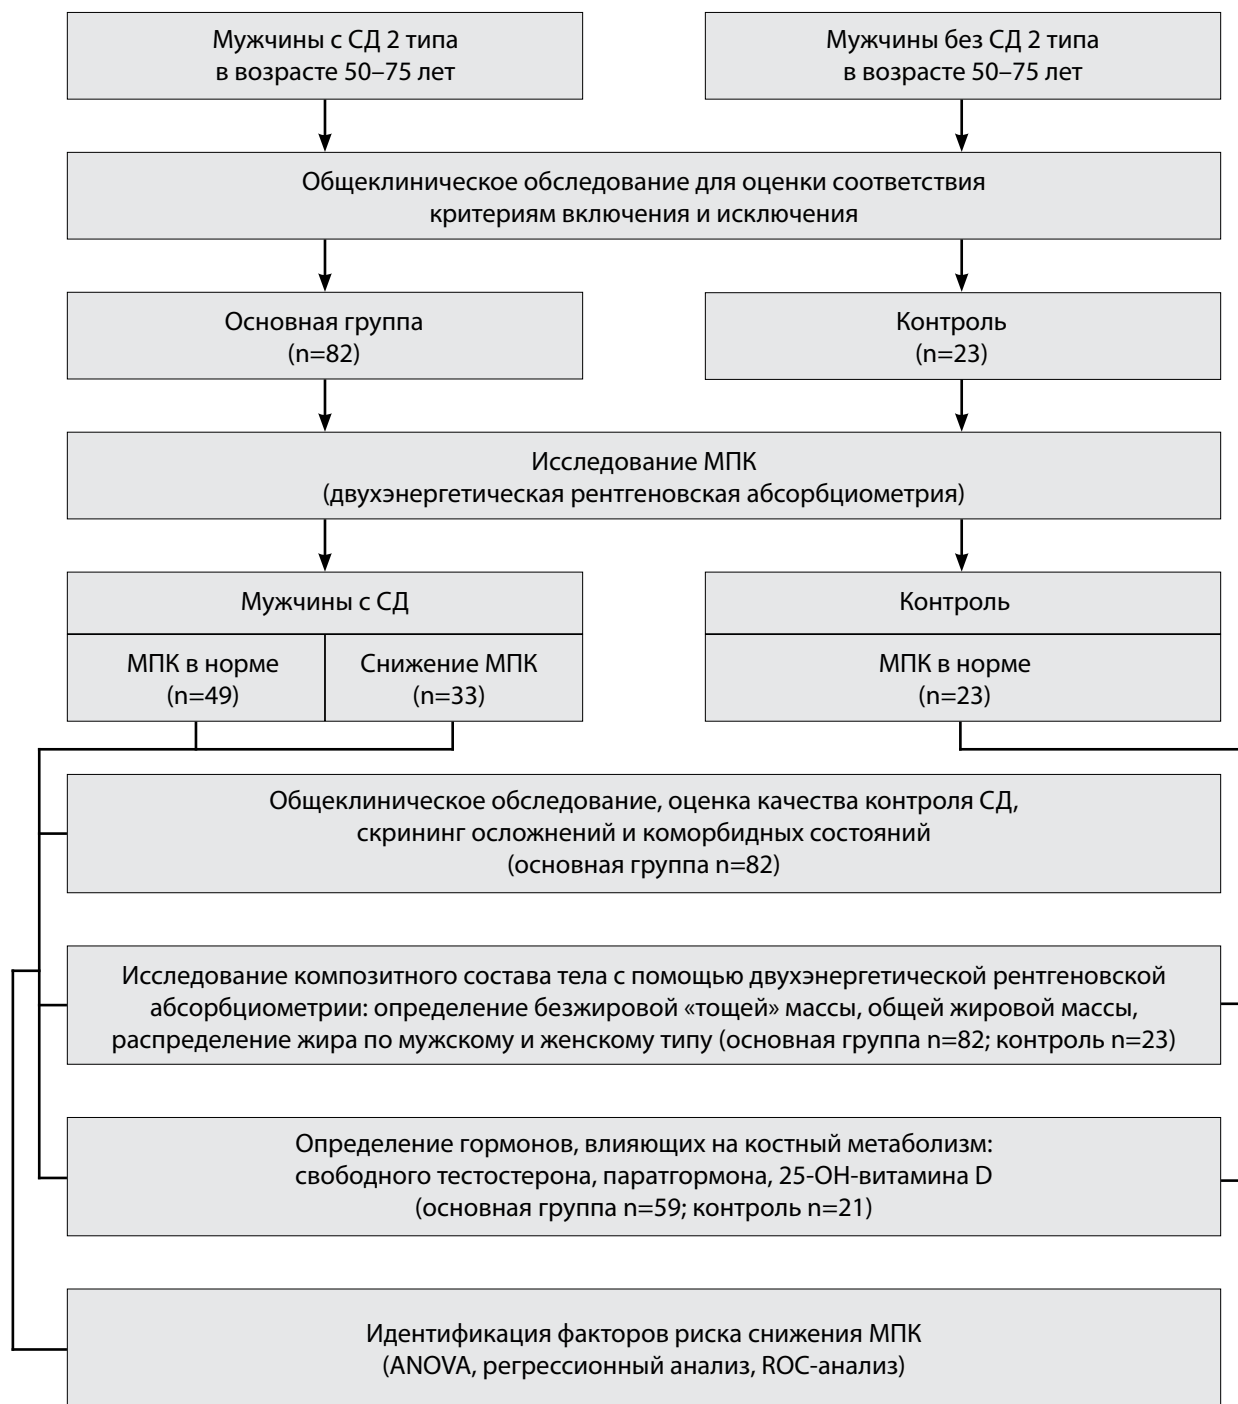 Мужчины с СД 2 типа
в возрасте 50–75 лет
Мужчины без СД 2 типа
в возрасте 50–75 лет
Общеклиническое обследование для оценки соответствия
критериям включения и исключения
Основная группа
(n=82)
Контроль
(n=23)
Исследование МПК
(двухэнергетическая рентгеновская абсорбциометрия)
Мужчины с СД
Контроль
МПК в норме
(n=49)
Снижение МПК
(n=33)
МПК в норме
(n=23)
Общеклиническое обследование, оценка качества контроля СД,
скрининг осложнений и коморбидных состояний
(основная группа n=82)
Исследование композитного состава тела с помощью двухэнергетической рентгеновской
абсорбциометрии: определение безжировой «тощей» массы, общей жировой массы,
распределение жира по мужскому и женскому типу (основная группа n=82; контроль n=23)
Определение гормонов, влияющих на костный метаболизм:
свободного тестостерона, паратгормона, 25-ОН-витамина D
(основная группа n=59; контроль n=21)
Идентификация факторов риска снижения МПК
(ANOVA, регрессионный анализ, ROC-анализ)